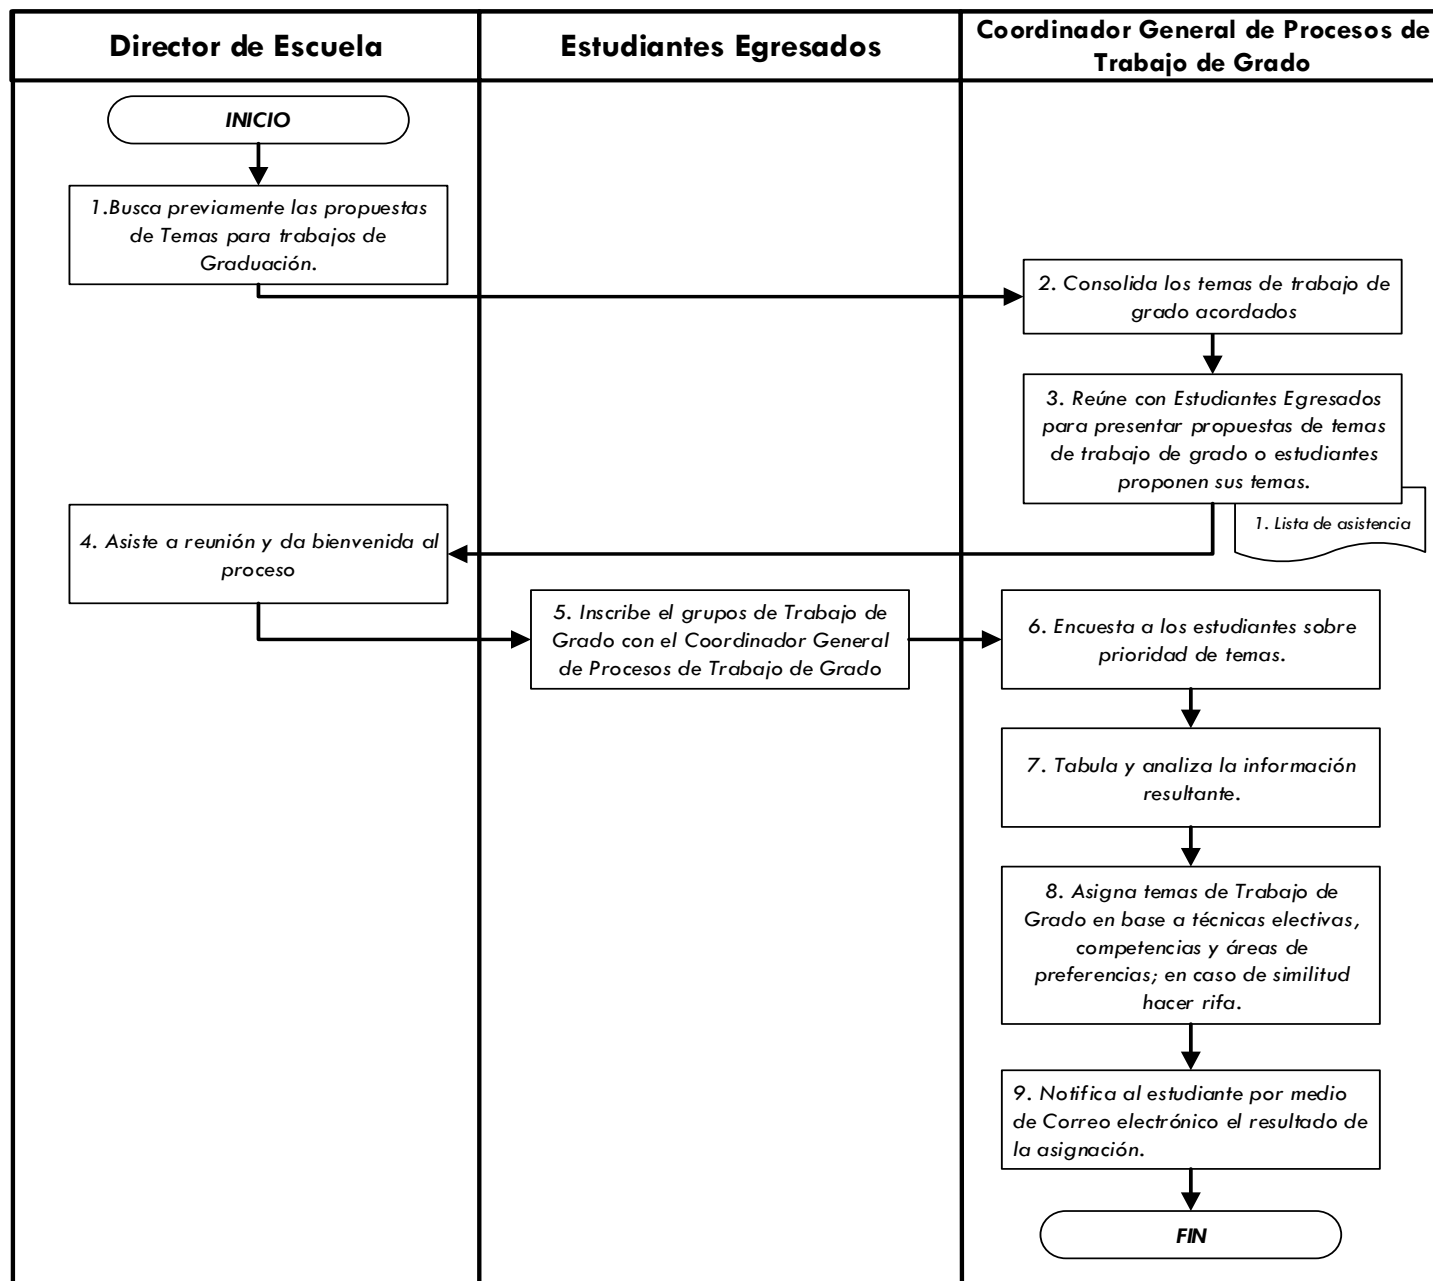 Director de Escuela
Estudiantes Egresados
Coordinador General de Procesos de
Trabajo de Grado
INICIO
1.Busca previamente las propuestas
de Temas para trabajos de
Graduación.
2. Consolida los temas de trabajo de
grado acordados
3. Reúne con Estudiantes Egresados
para presentar propuestas de temas
de trabajo de grado o estudiantes
proponen sus temas.
1. Lista de asistencia
4. Asiste a reunión y da bienvenida al
proceso
5. Inscribe el grupos de Trabajo de
Grado con el Coordinador General
de Procesos de Trabajo de Grado
6. Encuesta a los estudiantes sobre
prioridad de temas.
7. Tabula y analiza la información
resultante.
8. Asigna temas de Trabajo de
Grado en base a técnicas electivas,
competencias y áreas de
preferencias; en caso de similitud
hacer rifa.
9. Notifica al estudiante por medio
de Correo electrónico el resultado de
la asignación.
FIN